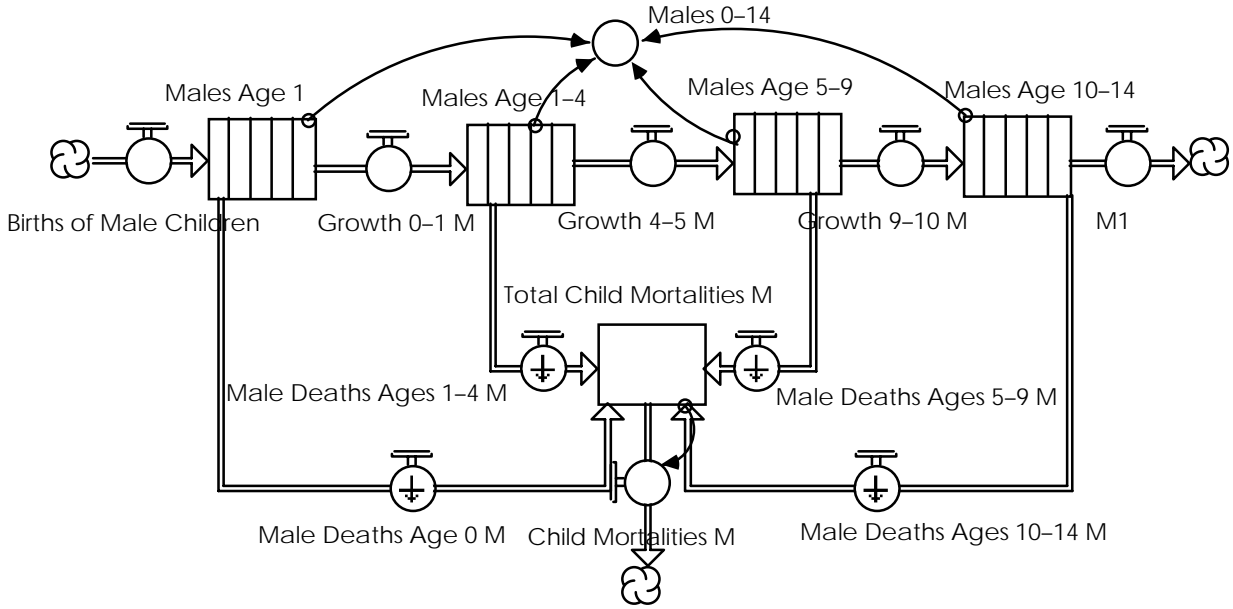 Males 0–14
Males Age 1
Males Age 1–4
Males Age 5–9
Males Age 10–14
Births of Male Children
Growth 0–1 M
Growth 4–5 M
Growth 9–10 M
M1
Total Child Mortalities M
Male Deaths Ages 1–4 M
Male Deaths Ages 5–9 M
Male Deaths Age 0 M
Child Mortalities M
Male Deaths Ages 10–14 M